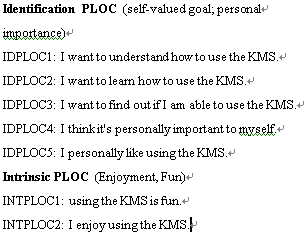 Identification PLOC (self-valued goal; personal
importance)
IDPLOC1: I want to understand how to use the KMS.
IDPLOC2: I want to learn how to use the KMS.
IDPLOC3: I want to find out if I am able to use the KMS.
IDPLOC4: I think it's personally important to myself
IDPLOC5: I personally like using the KMS.
Intrinsic PLOC (Enjoyment, Fun)
INTPLOC1: using the KMS is fun.
INTPLOC2: I enjoy using the KMS.